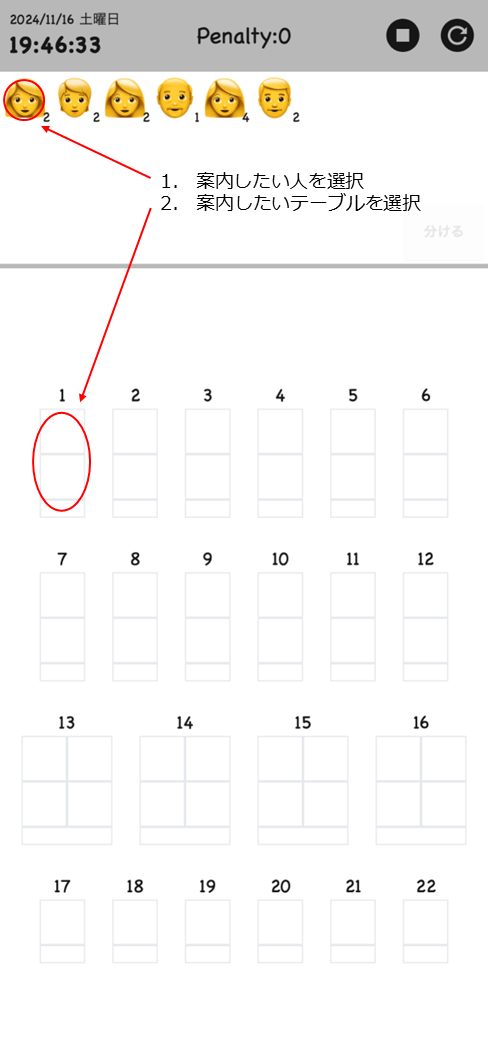 2024/11/16 土曜日
19:46:33
Penalty:0
2 2 2 1 4 2
1. 案内したい人を選択
2. 案内したいテーブルを選択
分ける
1 2 3 4 5 6
7 8 9 10 11 12
13 14 15 16
17 18 19 20 21 22